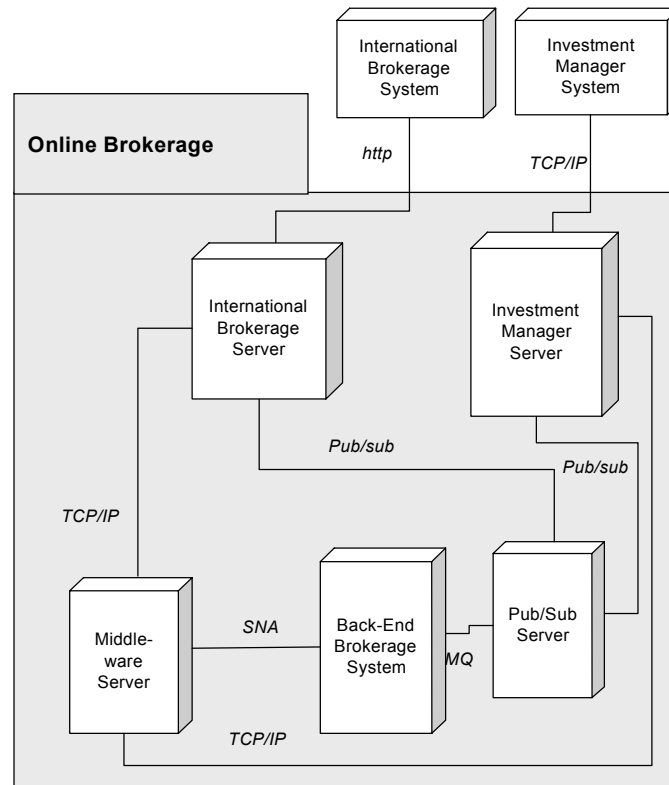 International
Brokerage
System
Investment
Manager
System
Online Brokerage
http
TCP/IP
International
Brokerage
Server
Investment
Manager
Server
Pub/sub
Pub/sub
TCP/IP
Middle-
ware
Server
SNA
Back-End
Brokerage
System
MQ
Pub/Sub
Server
TCP/IP